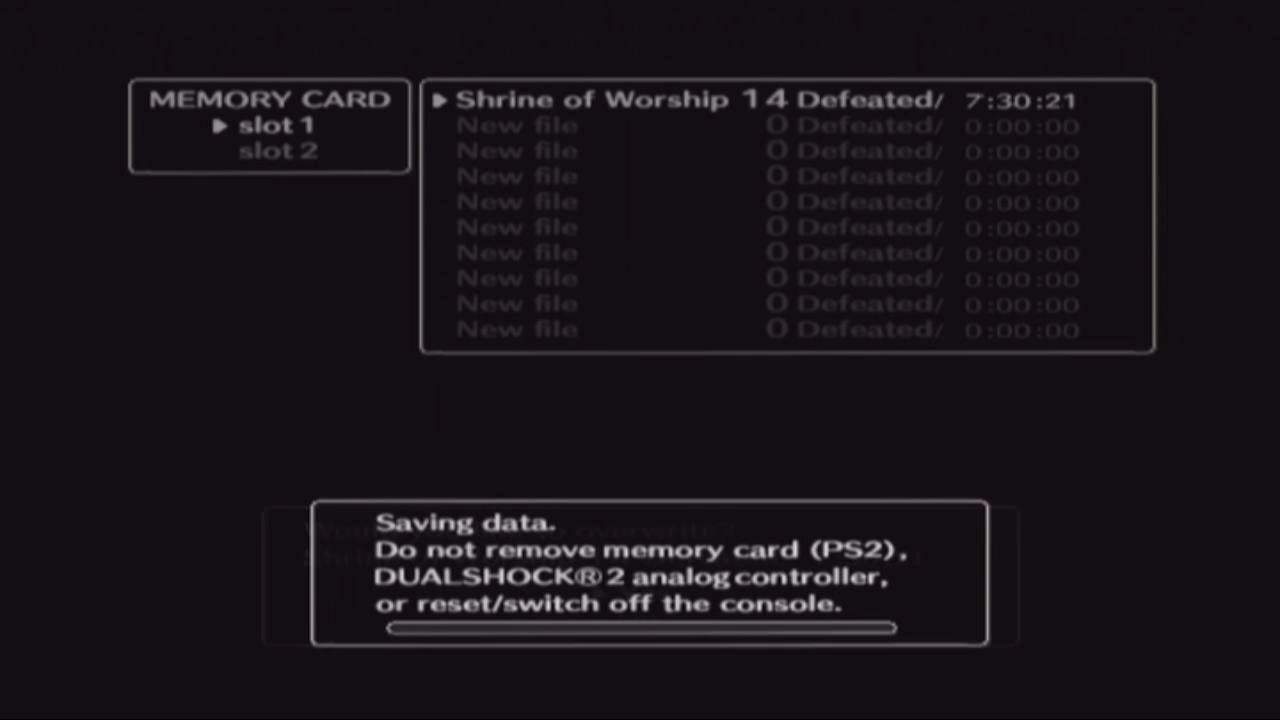 MEMORY CARD
slot 1
slot 2
Shrine of Worship 14 Defeated/ 7:30:21
New file 0 Defeated/ 0:00:00
New file 0 Defeated/ 0:00:00
New file 0 Defeated/ 0:00:00
New file 0 Defeated/ 0:00:00
New file 0 Defeated/ 0:00:00
New file 0 Defeated/ 0:00:00
New file 0 Defeated/ 0:00:00
New file 0 Defeated/ 0:00:00
New file 0 Defeated/ 0:00:00
overwrite?
Saving data.
Do not remove memory card (PS2),
DUALSHOCK®2 analog controller,
or reset/switch off the console.